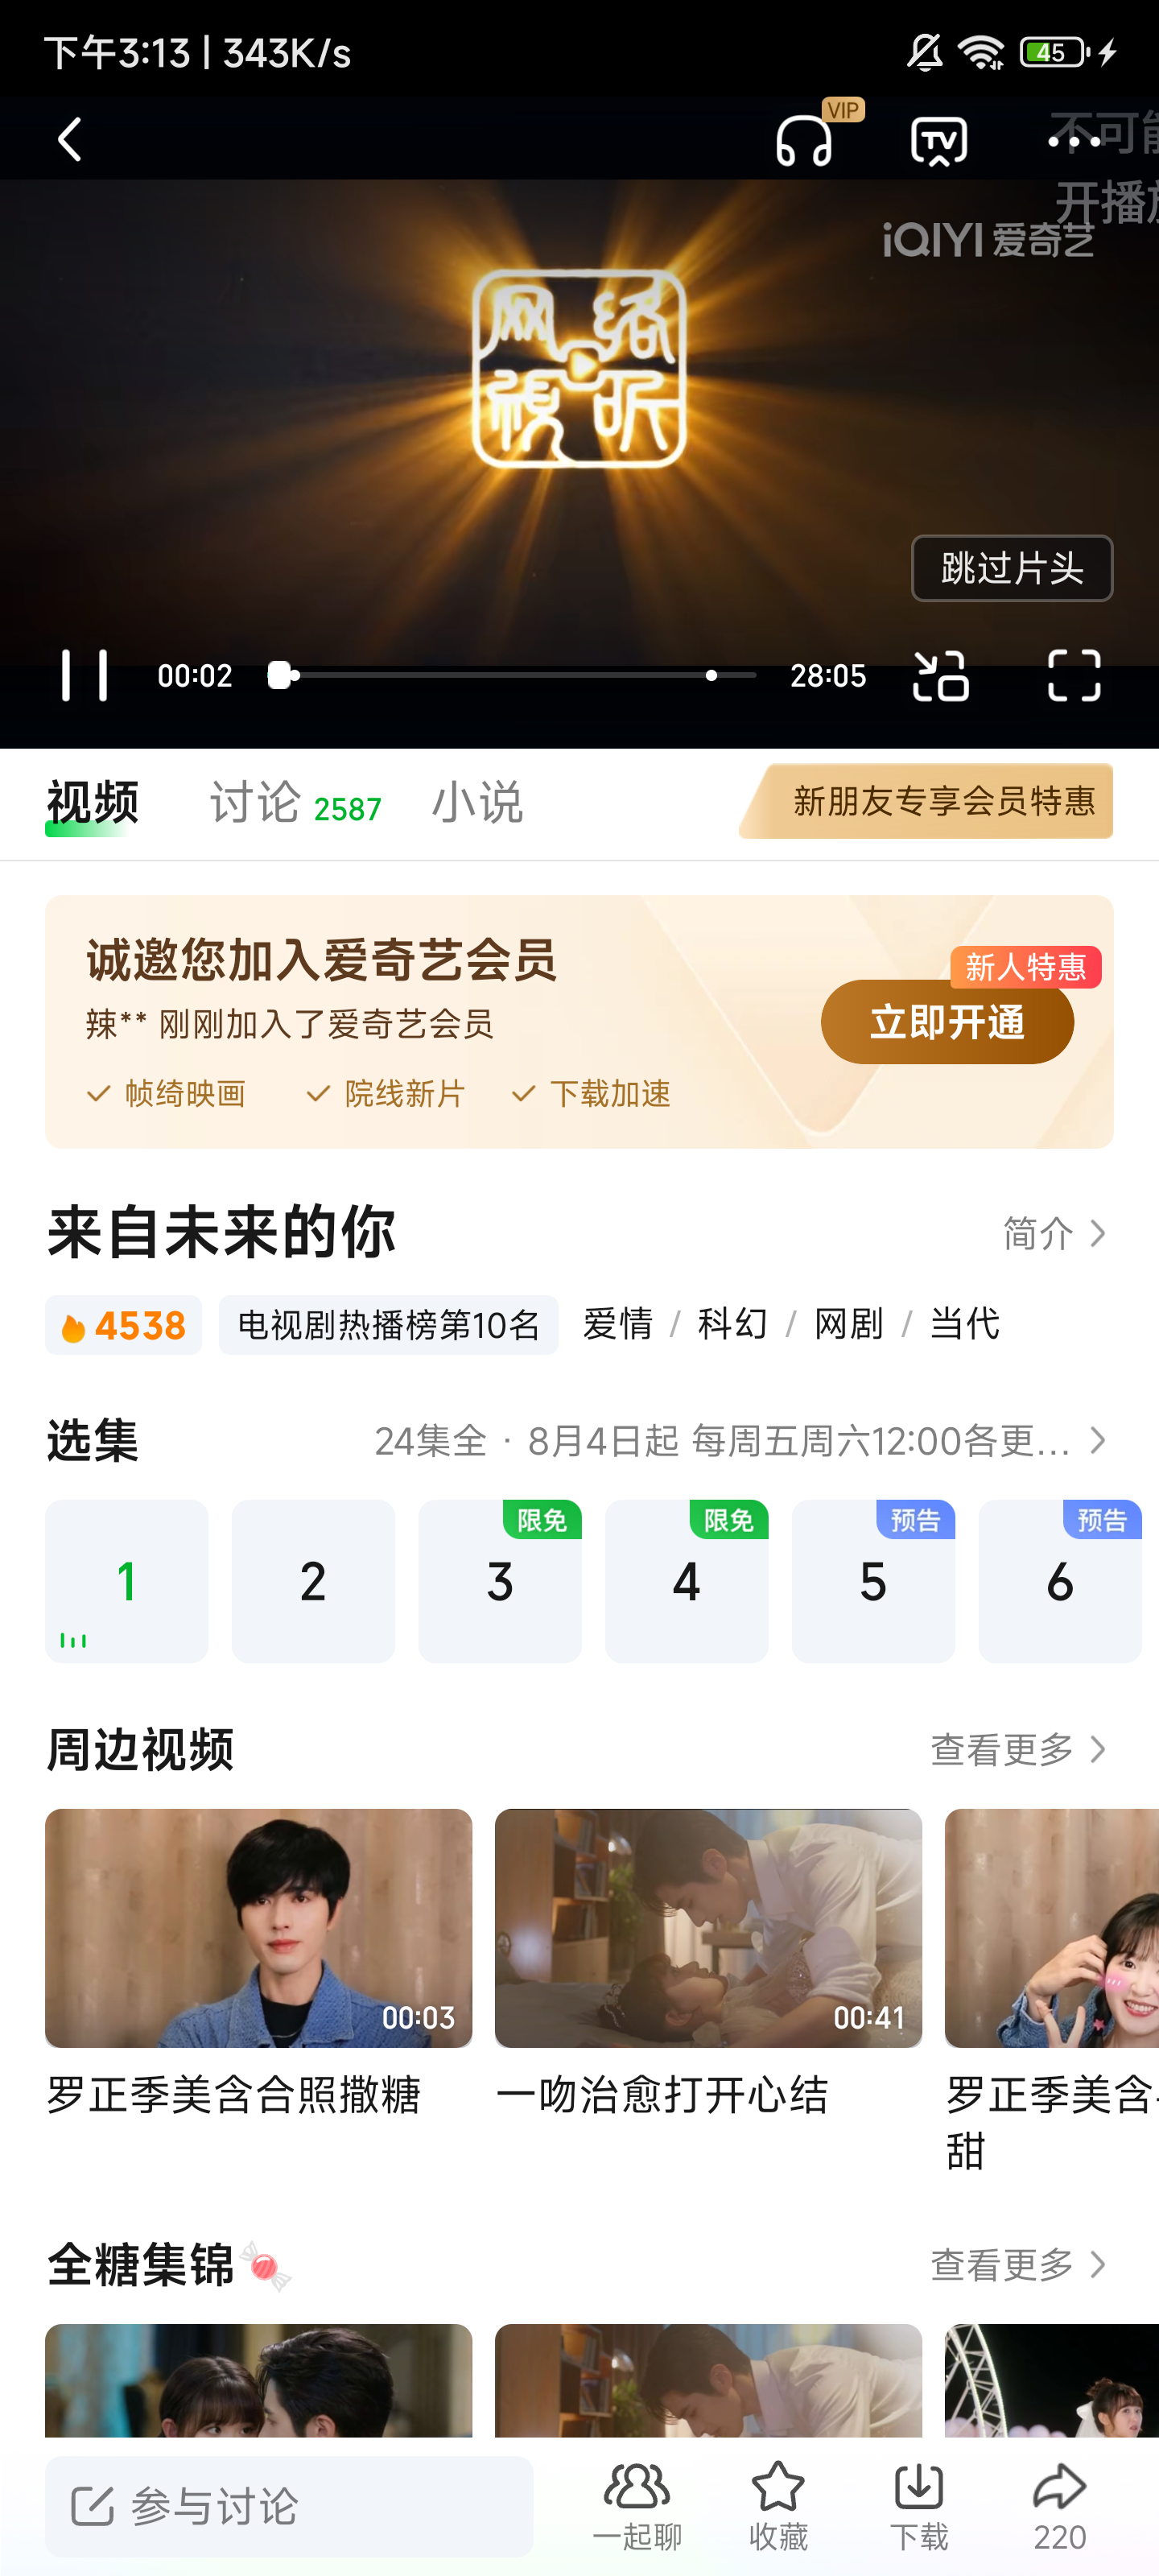 下午3:13 | 343K/s
45
VIP
TV
不可能
开播放
iQIYI 爱奇艺
网络
视听
跳过片头
00:02
28:05
视频
讨论 2587
小说
新朋友专享会员特惠
诚邀您加入爱奇艺会员
新人特惠
辣** 刚刚加入了爱奇艺会员
立即开通
帧绮映画
院线新片
下载加速
来自未来的你
简介
4538
电视剧热播榜第10名
爱情 / 科幻 / 网剧 / 当代
选集
24集全 · 8月4日起 每周五周六12:00各更...
1
2
限免
3
限免
4
预告
5
预告
6
周边视频
查看更多
00:03
00:41
罗正季美含合照撒糖
一吻治愈打开心结
罗正季美含
甜
全糖集锦
查看更多
参与讨论
一起聊
收藏
下载
220